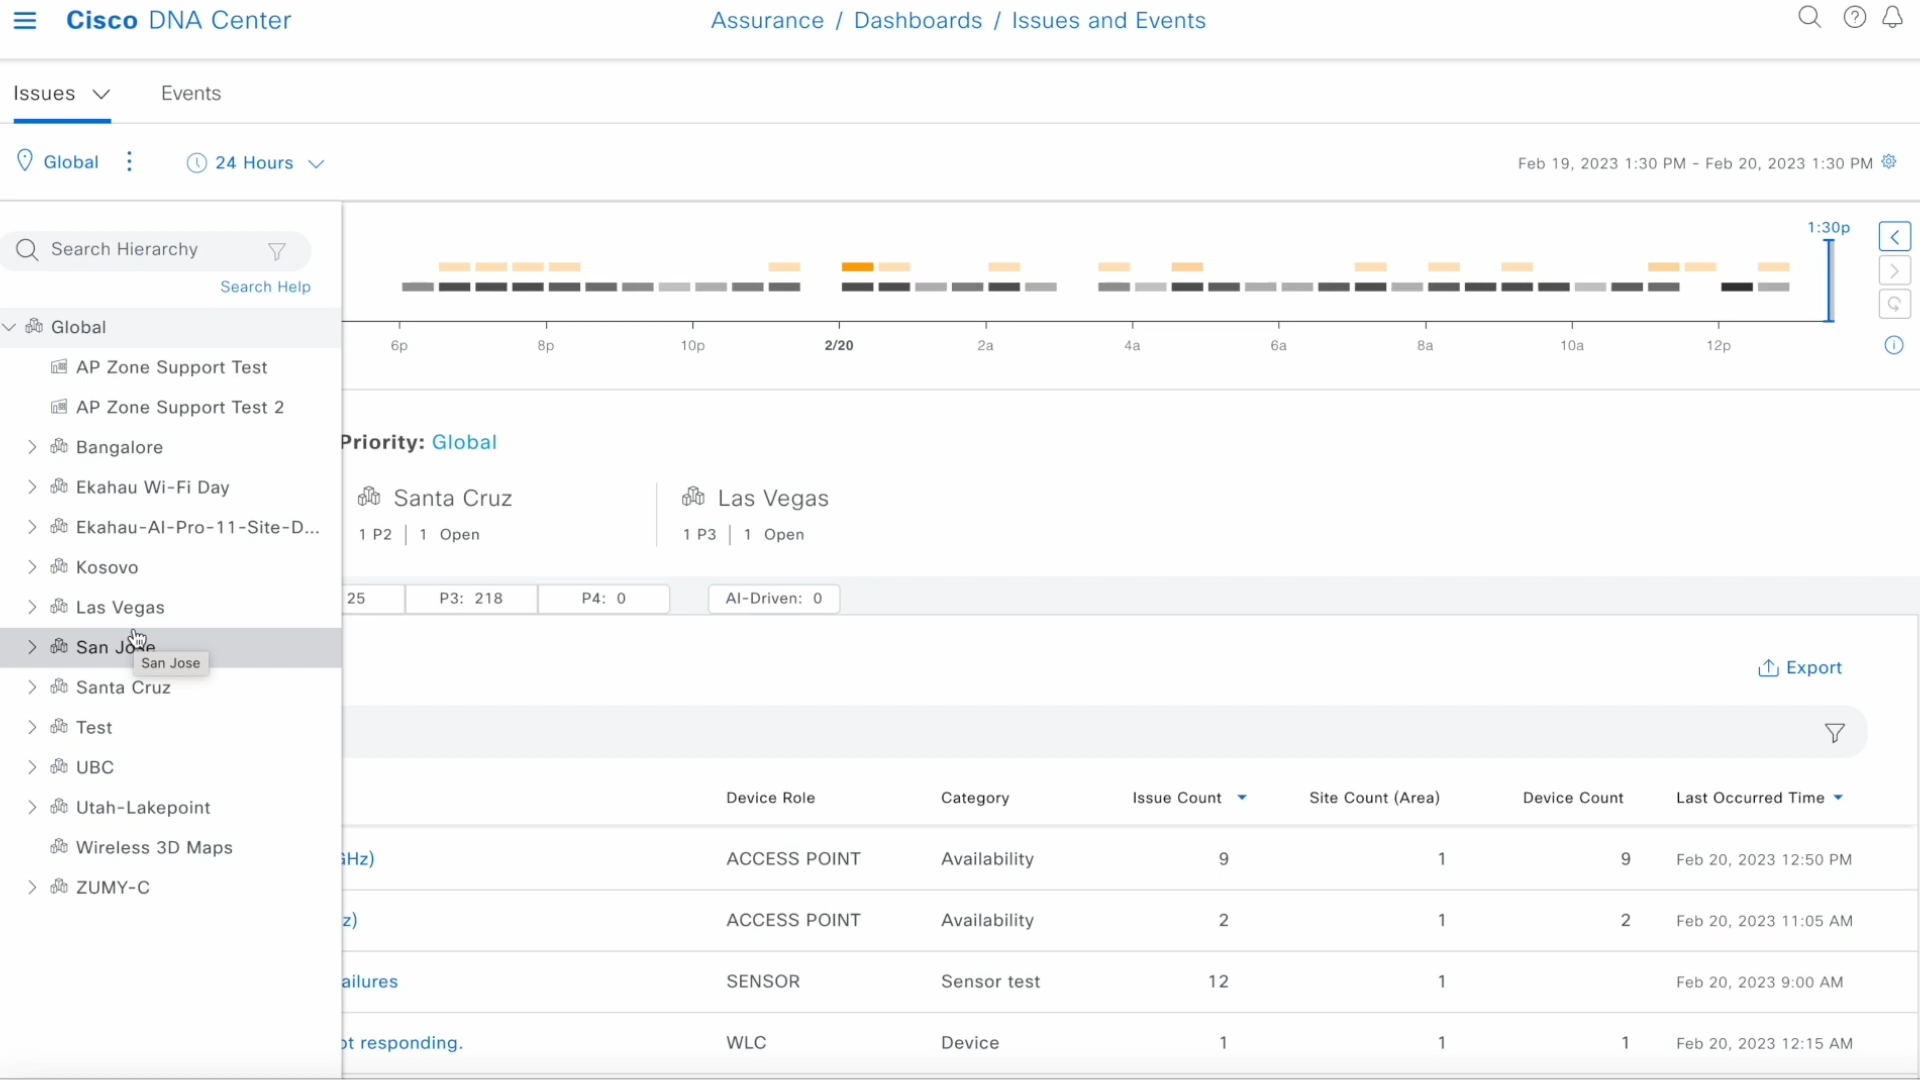 Cisco DNA Center
Assurance / Dashboards / Issues and Events
Issues Events
Global 24 Hours Feb 19, 2023 1:30 PM - Feb 20, 2023 1:30 PM
Search Hierarchy
Search Help
Global
AP Zone Support Test
AP Zone Support Test 2
Bangalore
Ekahau Wi-Fi Day
Ekahau-AI-Pro-11-Site-D...
Kosovo
Las Vegas
San Jose
San Jose
Santa Cruz
Test
UBC
Utah-Lakepoint
Wireless 3D Maps
ZUMY-C
1:30p
6p 8p 10p 2/20 2a 4a 6a 8a 10a 12p
Priority: Global
Santa Cruz Las Vegas
1 P2 | 1 Open 1 P3 | 1 Open
25 P3: 218 P4: 0 AI-Driven: 0
Export
Device Role Category Issue Count Site Count (Area) Device Count Last Occurred Time
Hz) ACCESS POINT Availability 9 1 9 Feb 20, 2023 12:50 PM
z) ACCESS POINT Availability 2 1 2 Feb 20, 2023 11:05 AM
ailures SENSOR Sensor test 12 1 Feb 20, 2023 9:00 AM
ot responding. WLC Device 1 1 1 Feb 20, 2023 12:15 AM